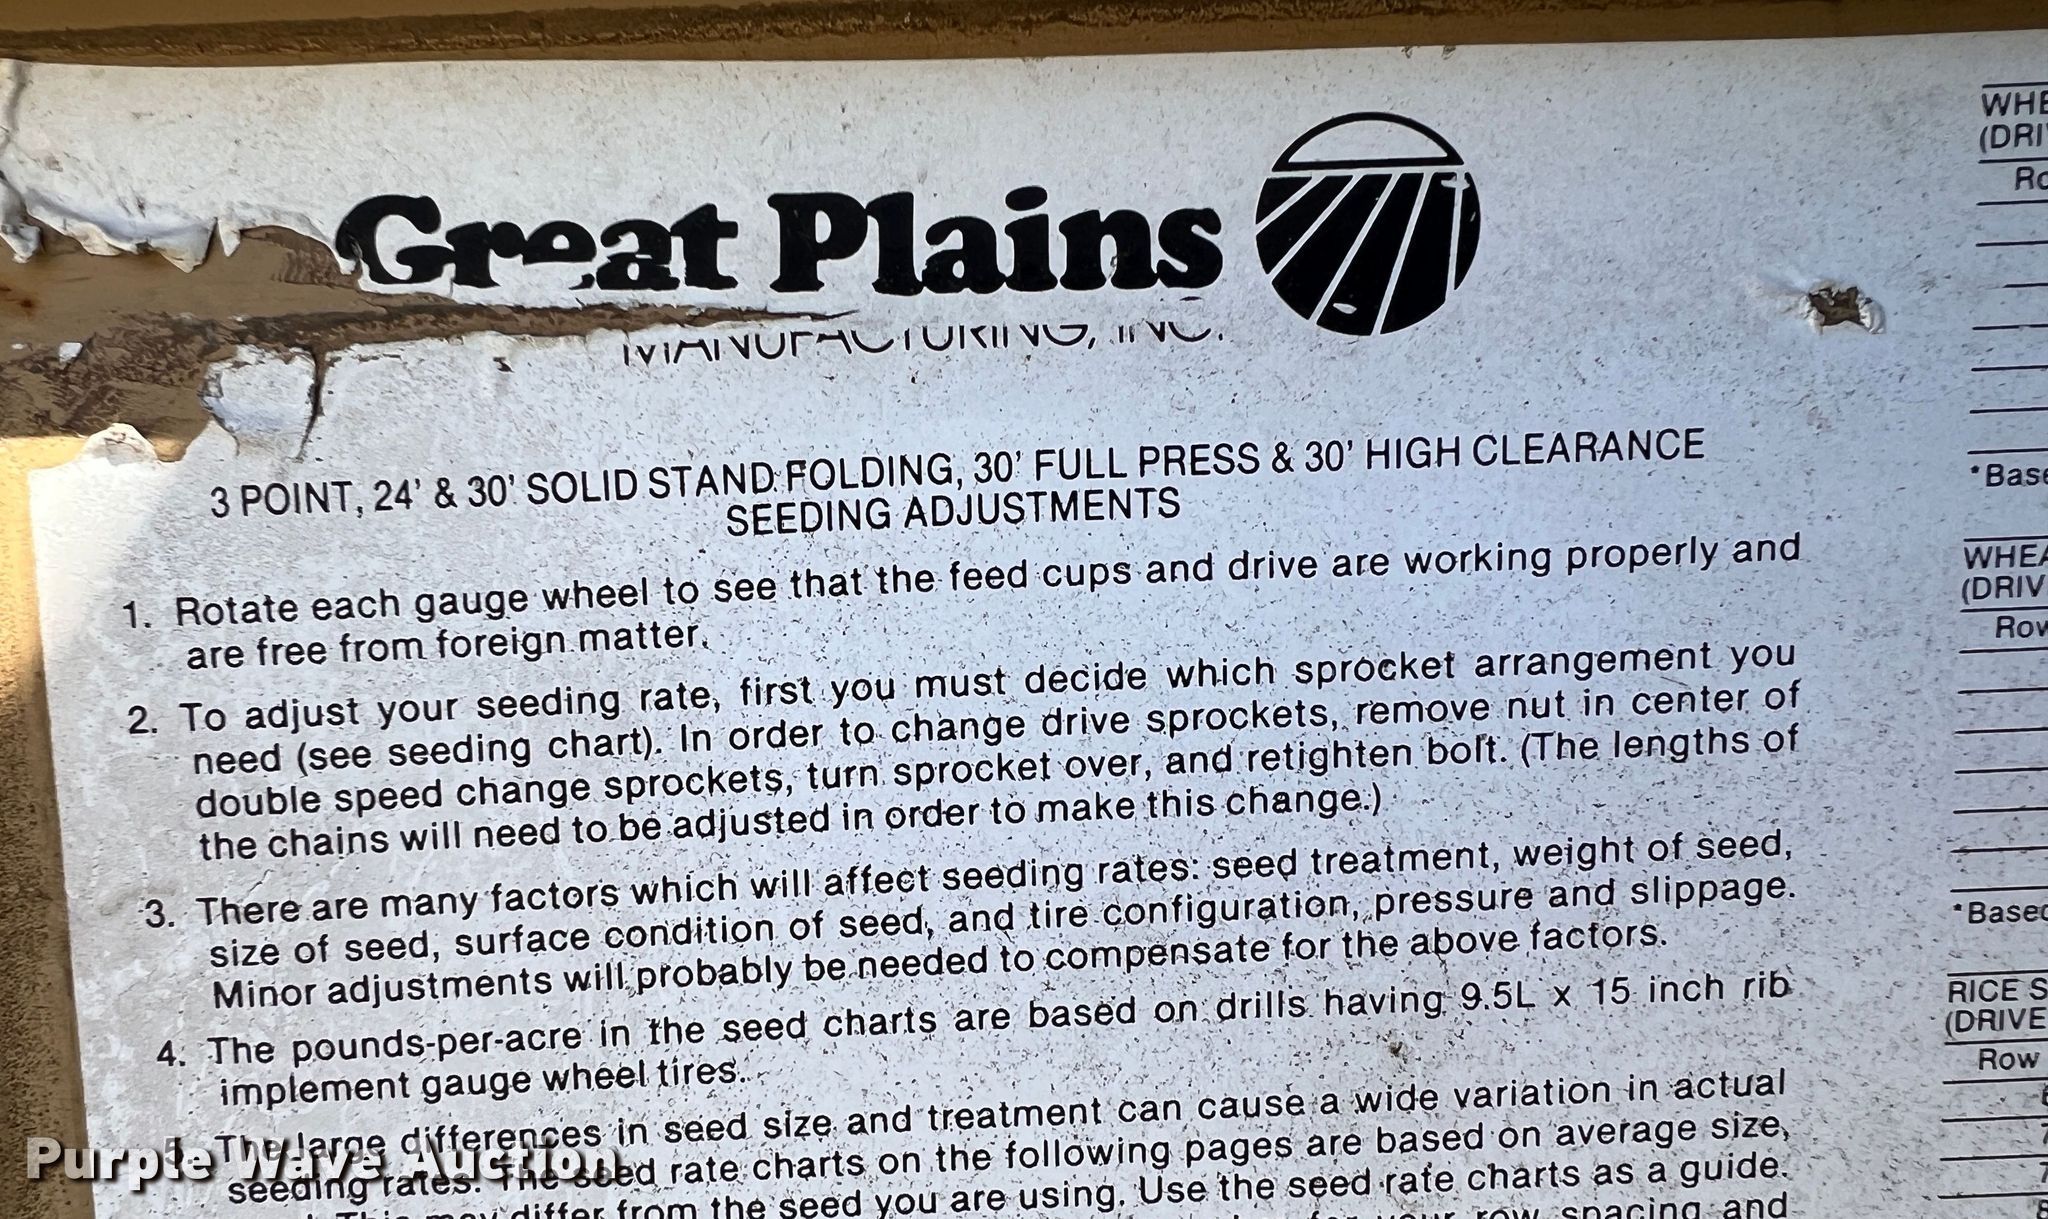 Great Plains
MANUFACTURING, INC.
3 POINT, 24' & 30' SOLID STAND FOLDING, 30' FULL PRESS & 30' HIGH CLEARANCE
SEEDING ADJUSTMENTS
1. Rotate each gauge wheel to see that the feed cups and drive are working properly and
are free from foreign matter.
2. To adjust your seeding rate, first you must decide which sprocket arrangement you
need (see seeding chart). In order to change drive sprockets, remove nut in center of
double speed change sprockets, turn sprocket over, and retighten bolt. (The lengths of
the chains will need to be adjusted in order to make this change.)
3. There are many factors which will affect seeding rates: seed treatment, weight of seed,
size of seed, surface condition of seed, and tire configuration, pressure and slippage.
Minor adjustments will probably be needed to compensate for the above factors.
4. The pounds-per-acre in the seed charts are based on drills having 9.5L x 15 inch rib
implement gauge wheel tires.
5. The large differences in seed size and treatment can cause a wide variation in actual
seeding rates. The seed rate charts on the following pages are based on average size,
This may differ from the seed you are using. Use the seed rate charts as a guide.
for your row spacing and
WHE
(DRI
Ro
*Base
WHEA
(DRIV
Row
*Based
RICE S
(DRIVE
Row
Purple Wave Auction